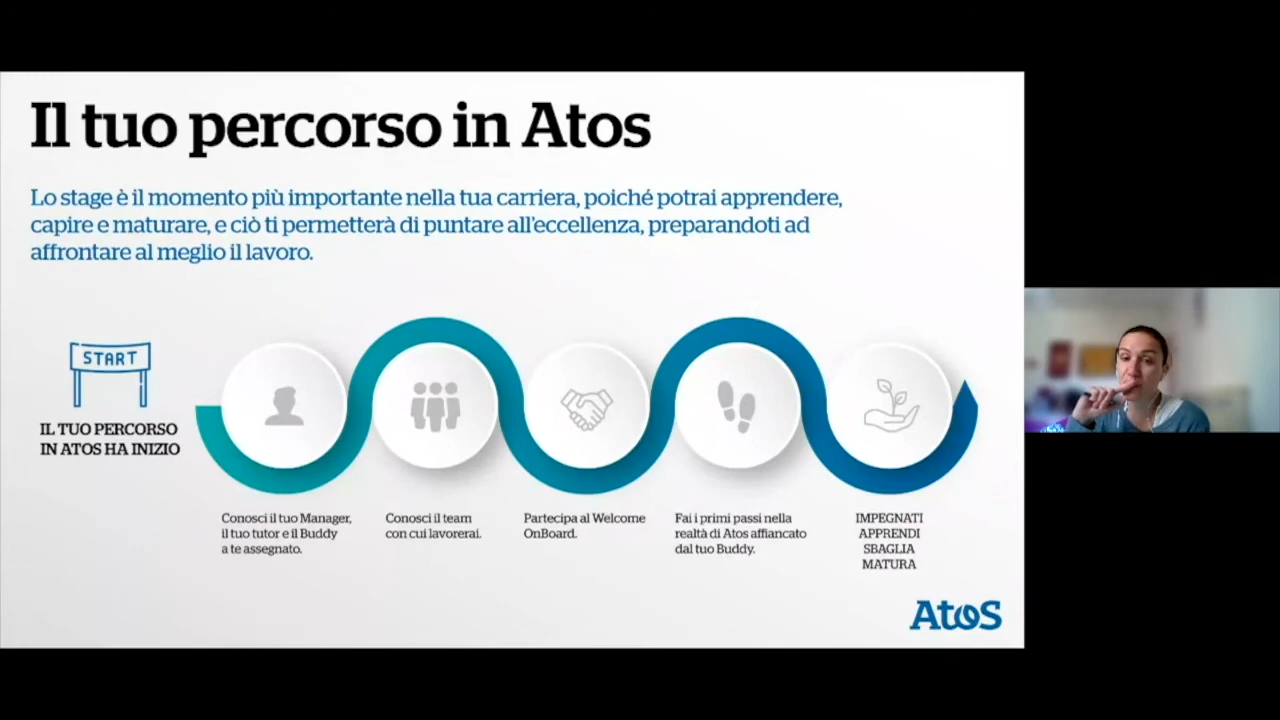 Il tuo percorso in Atos
Lo stage è il momento più importante nella tua carriera, poiché potrai apprendere,
capire e maturare, e ciò ti permetterà di puntare all'eccellenza, preparandoti ad
affrontare al meglio il lavoro.
START
IL TUO PERCORSO
IN ATOS HA INIZIO
Conosci il tuo Manager,
il tuo tutor e il Buddy
a te assegnato.
Conosci il team
con cui lavorerai.
Partecipa al Welcome
OnBoard.
Fai i primi passi nella
realtà di Atos affiancato
dal tuo Buddy.
IMPEGNATI
APPRENDI
SBAGLIA
MATURA
Atos